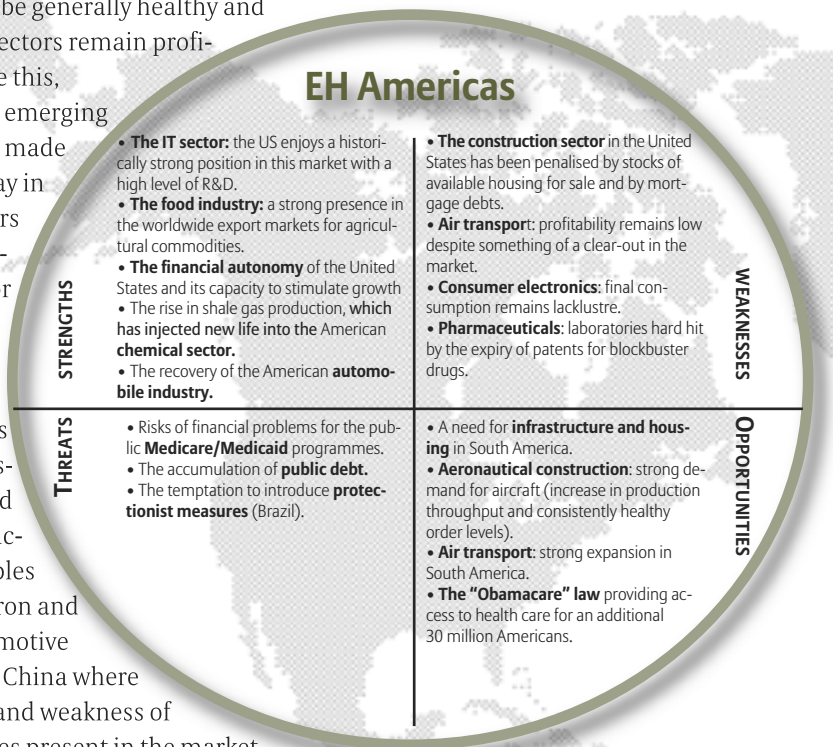 be generally healthy and
ectors remain profi-
e this,
emerging
made
ay in
rs
-
or
s
s-
d
ic-
oles
ron and
motive
China where
and weakness of
es present in the market
EH Americas
STRENGTHS
• The IT sector: the US enjoys a histori-
cally strong position in this market with a
high level of R&D.
• The food industry: a strong presence in
the worldwide export markets for agricul-
tural commodities.
• The financial autonomy of the United
States and its capacity to stimulate growth
• The rise in shale gas production, which
has injected new life into the American
chemical sector.
• The recovery of the American automo-
bile industry.
WEAKNESSES
• The construction sector in the United
States has been penalised by stocks of
available housing for sale and by mort-
gage debts.
• Air transport: profitability remains low
despite something of a clear-out in the
market.
• Consumer electronics: final con-
sumption remains lacklustre.
• Pharmaceuticals: laboratories hard hit
by the expiry of patents for blockbuster
drugs.
THREATS
• Risks of financial problems for the pub-
lic Medicare/Medicaid programmes.
• The accumulation of public debt.
• The temptation to introduce protec-
tionist measures (Brazil).
OPPORTUNITIES
• A need for infrastructure and hous-
ing in South America.
• Aeronautical construction: strong de-
mand for aircraft (increase in production
throughput and consistently healthy
order levels).
• Air transport: strong expansion in
South America.
• The “Obamacare” law providing ac-
cess to health care for an additional
30 million Americans.